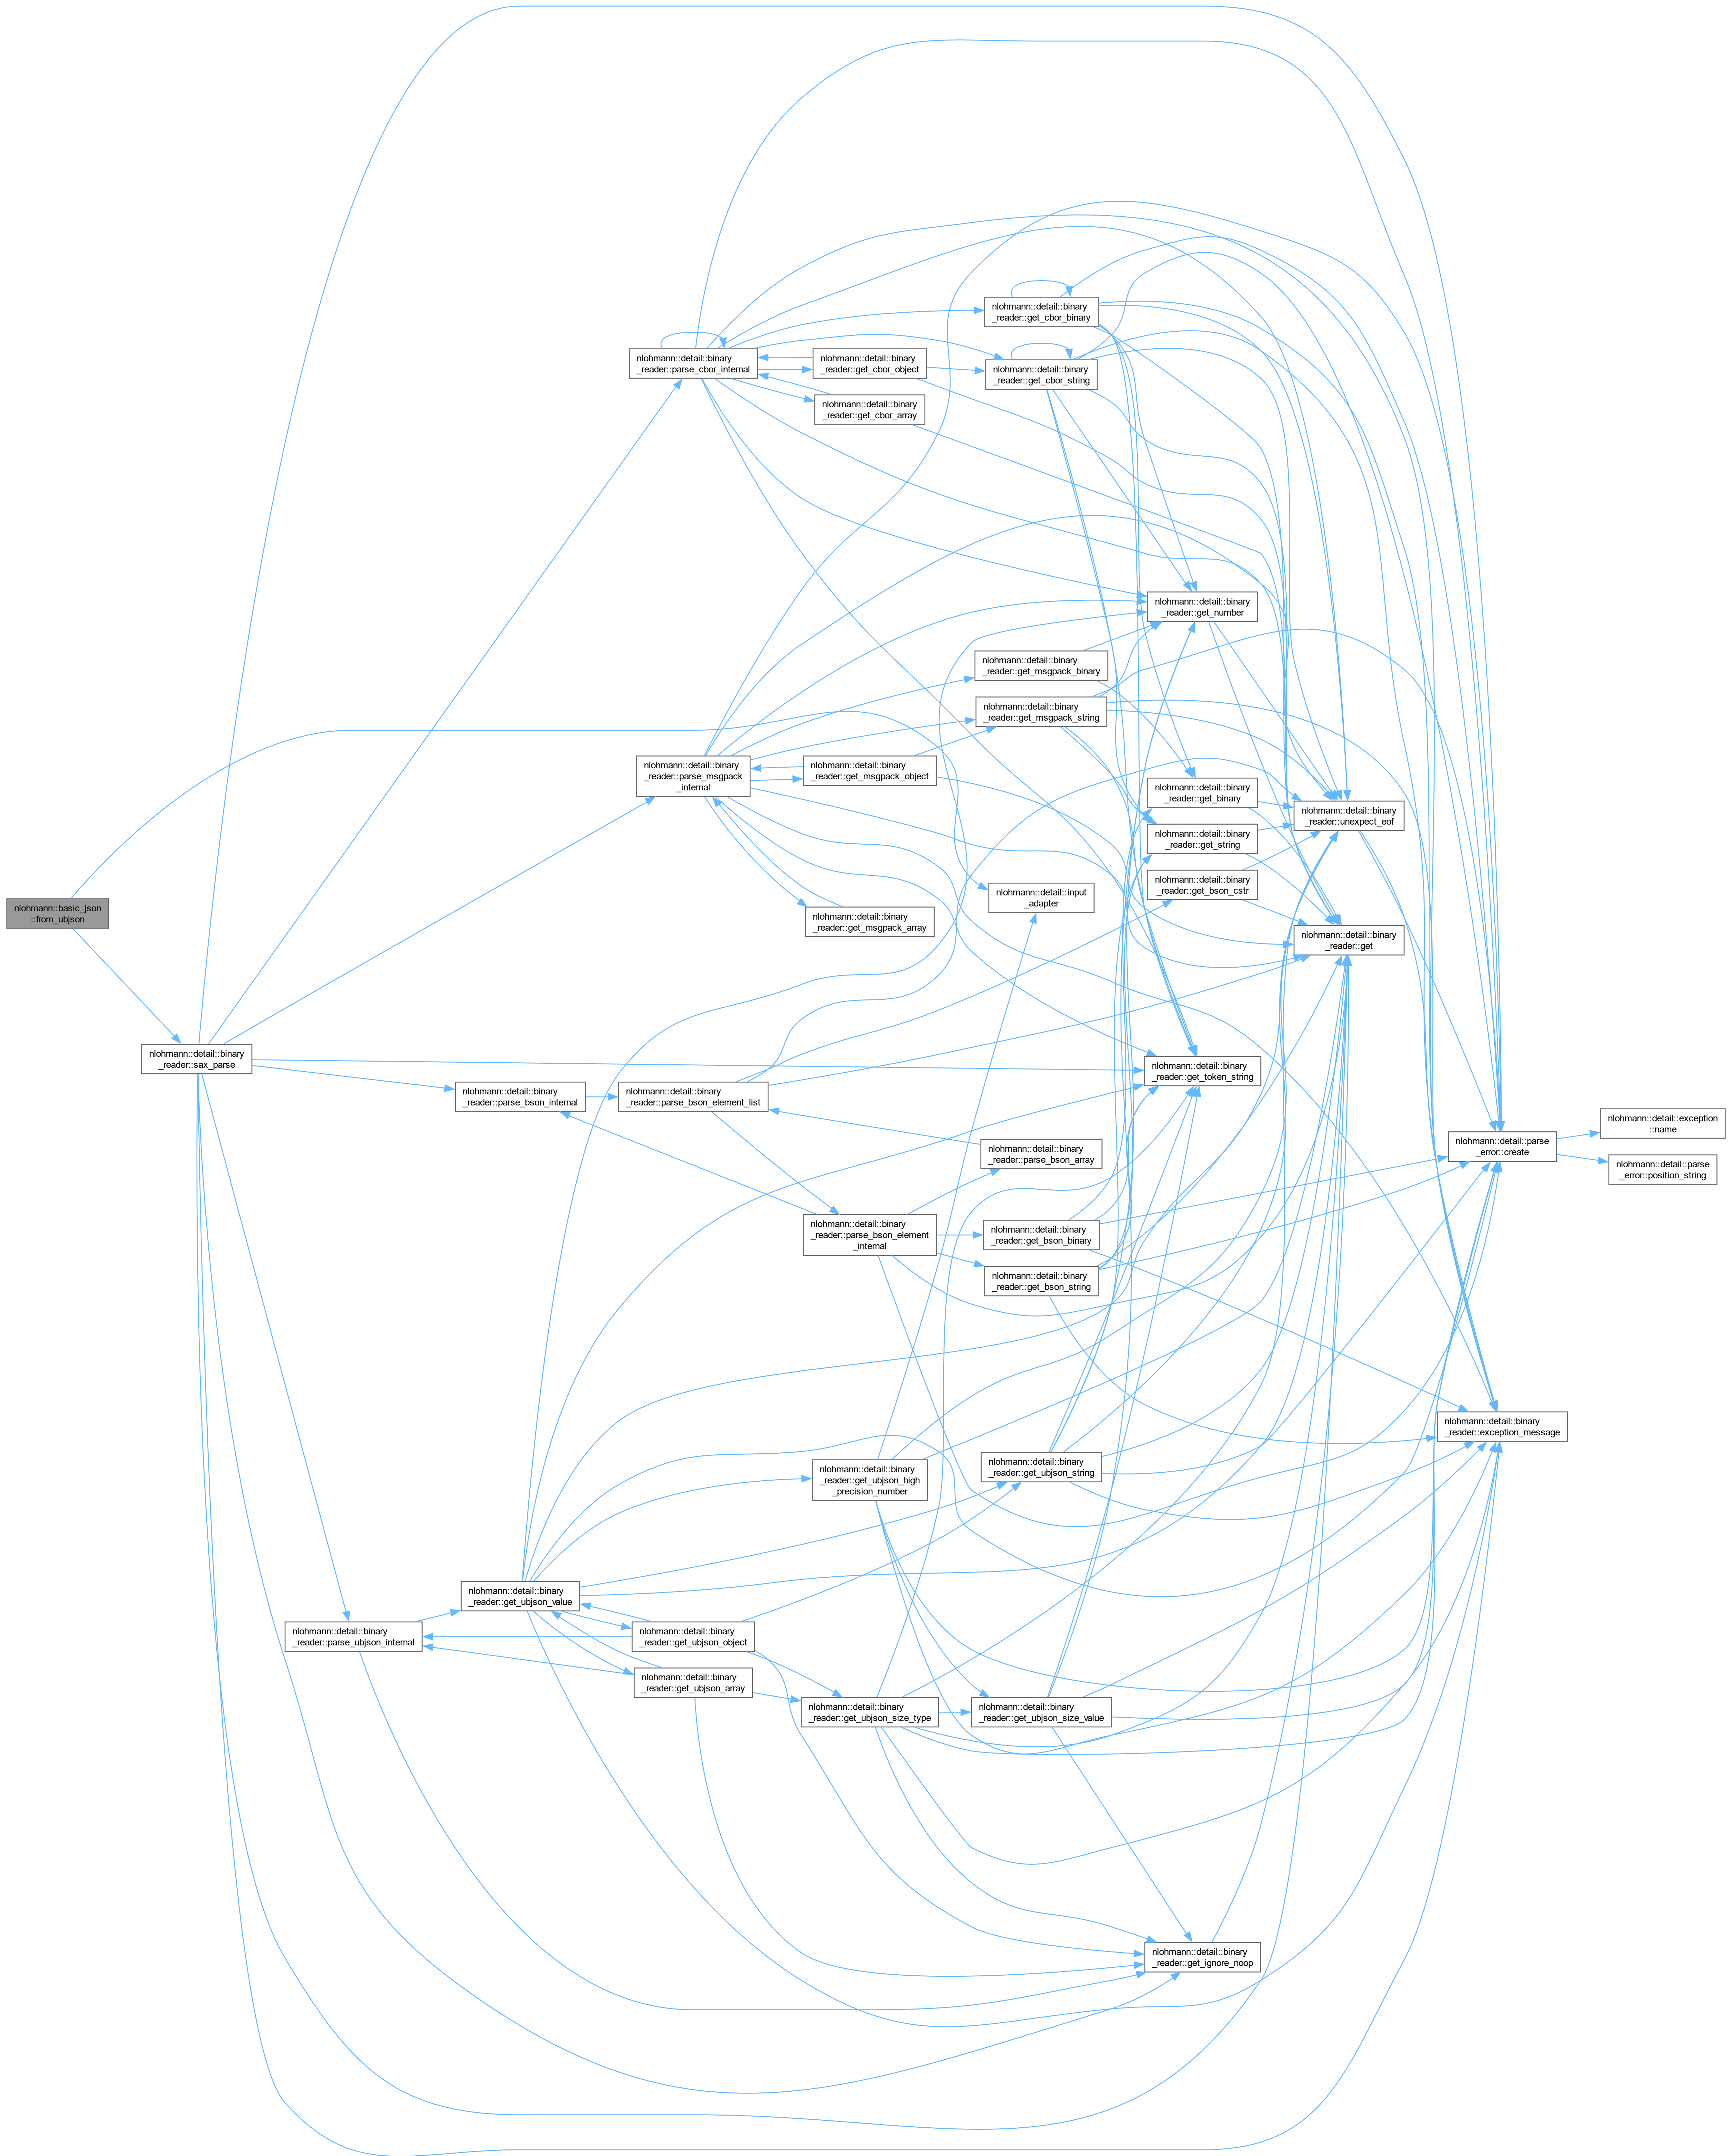 nlohmann::basic_json
::from_ubjson
nlohmann::detail::binary
_reader::sax_parse
nlohmann::detail::binary
_reader::parse_ubjson_internal
nlohmann::detail::binary
_reader::parse_bson_internal
nlohmann::detail::binary
_reader::get_ubjson_value
nlohmann::detail::binary
_reader::parse_cbor_internal
nlohmann::detail::binary
_reader::parse_msgpack
_internal
nlohmann::detail::binary
_reader::parse_bson_element_list
nlohmann::detail::binary
_reader::get_ubjson_object
nlohmann::detail::binary
_reader::get_ubjson_array
nlohmann::detail::binary
_reader::get_cbor_object
nlohmann::detail::binary
_reader::get_cbor_array
nlohmann::detail::binary
_reader::get_msgpack_object
nlohmann::detail::binary
_reader::get_msgpack_array
nlohmann::detail::binary
_reader::parse_bson_element
_internal
nlohmann::detail::binary
_reader::get_ubjson_high
_precision_number
nlohmann::detail::binary
_reader::get_ubjson_size_type
nlohmann::detail::binary
_reader::get_cbor_binary
nlohmann::detail::binary
_reader::get_cbor_string
nlohmann::detail::binary
_reader::get_msgpack_binary
nlohmann::detail::binary
_reader::get_msgpack_string
nlohmann::detail::input
_adapter
nlohmann::detail::binary
_reader::parse_bson_array
nlohmann::detail::binary
_reader::get_bson_binary
nlohmann::detail::binary
_reader::get_bson_string
nlohmann::detail::binary
_reader::get_ubjson_string
nlohmann::detail::binary
_reader::get_ubjson_size_value
nlohmann::detail::binary
_reader::get_number
nlohmann::detail::binary
_reader::get_binary
nlohmann::detail::binary
_reader::get_string
nlohmann::detail::binary
_reader::get_bson_cstr
nlohmann::detail::binary
_reader::get_token_string
nlohmann::detail::binary
_reader::get_ignore_noop
nlohmann::detail::binary
_reader::unexpect_eof
nlohmann::detail::binary
_reader::get
nlohmann::detail::parse
_error::create
nlohmann::detail::binary
_reader::exception_message
nlohmann::detail::exception
::name
nlohmann::detail::parse
_error::position_string